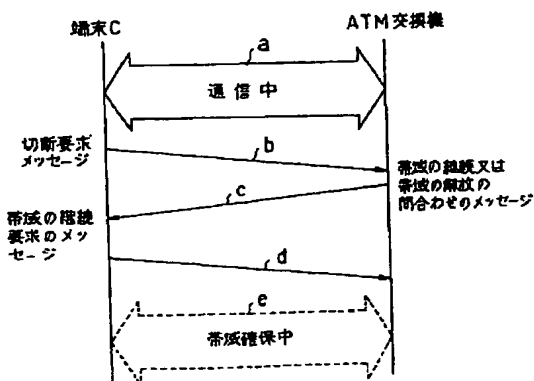 端末C
ATM交換機
a
通信中
切断要求
メッセージ
b
帯域の継続又は
帯域の解放の
問合わせのメッセージ
c
帯域の継続
要求のメッ
セージ
d
e
帯域確保中